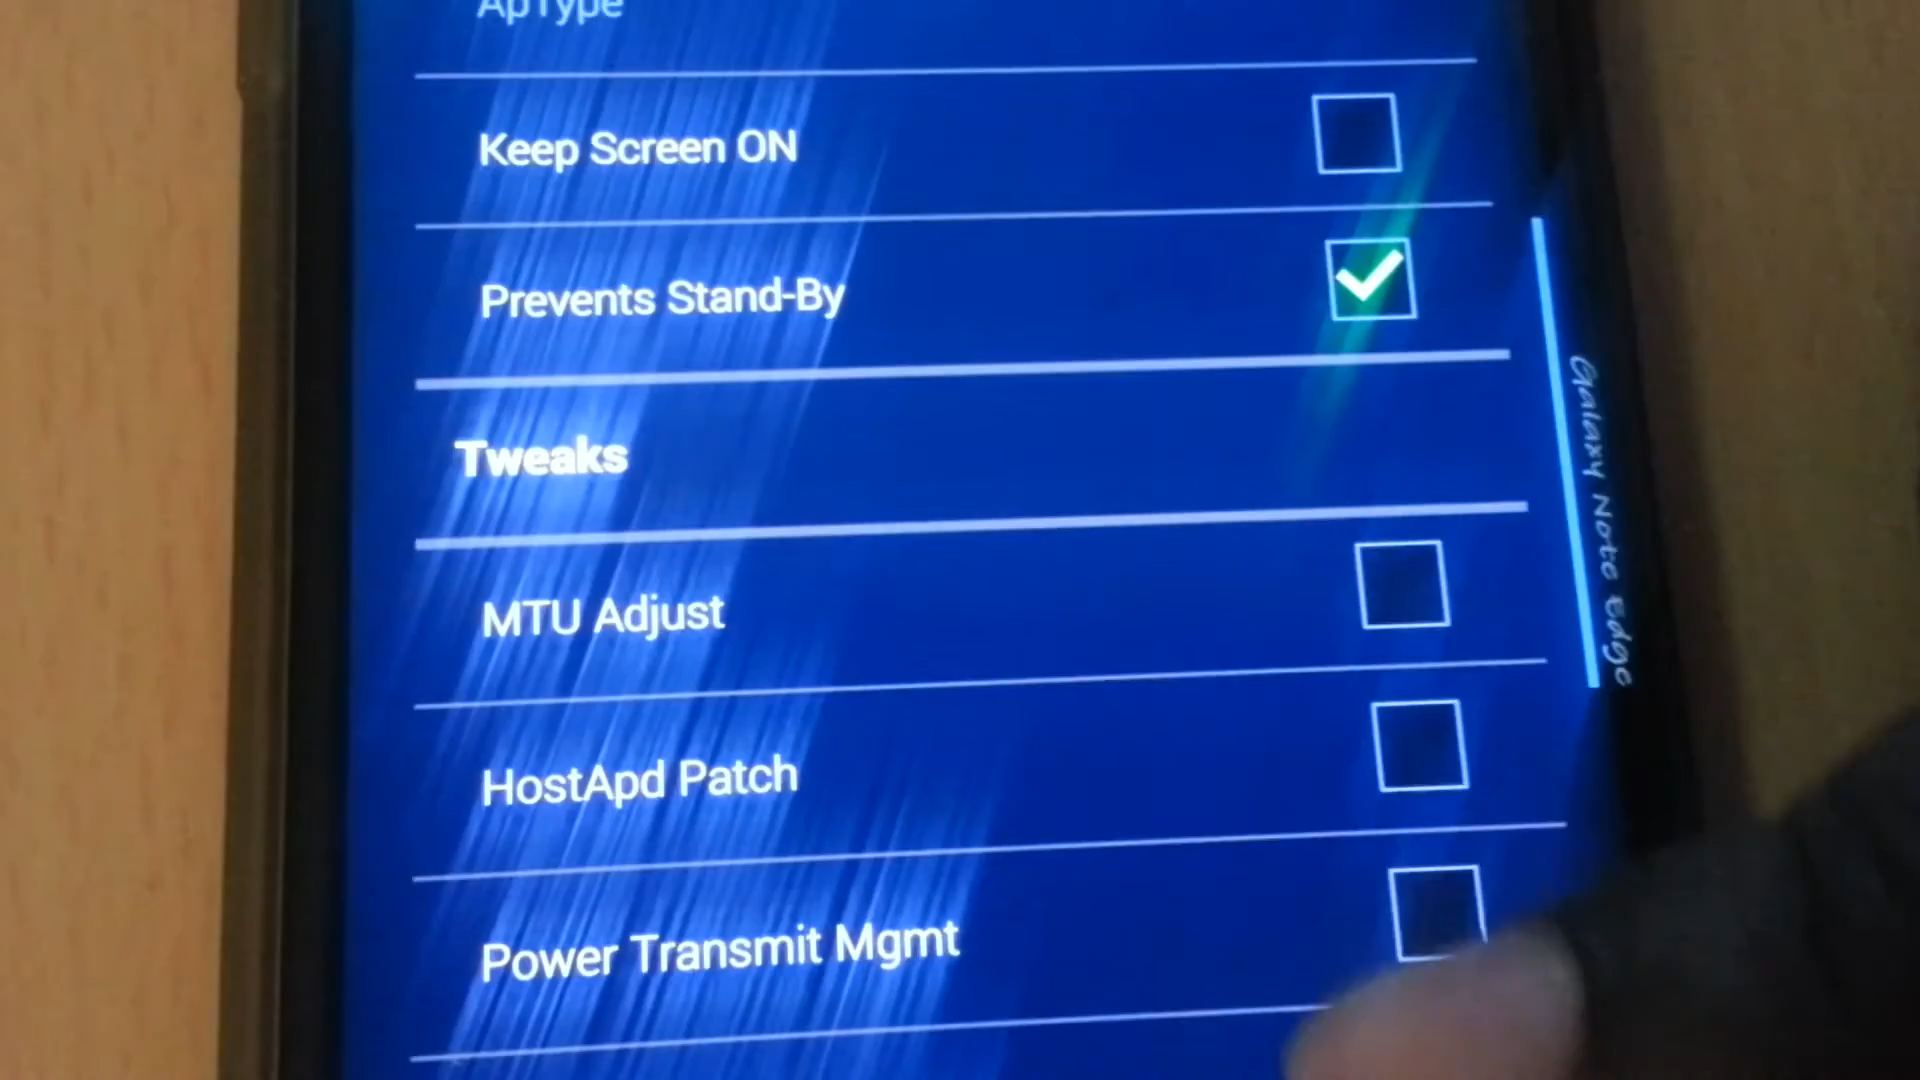 ApType
Keep Screen ON
Prevents Stand-By
Tweaks
MTU Adjust
HostApd Patch
Power Transmit Mgmt
Galaxy Note Edge